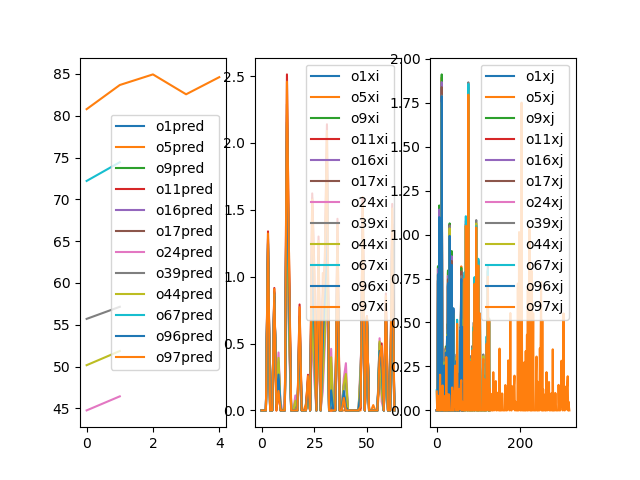 85
80
75
70
65
60
55
50
45
0
2
4
o1pred
o5pred
o9pred
o11pred
o16pred
o17pred
o24pred
o39pred
o44pred
o67pred
o96pred
o97pred
2.5
2.0
1.5
1.0
0.5
0.0
0
25
50
o1xi
o5xi
o9xi
o11xi
o16xi
o17xi
o24xi
o39xi
o44xi
o67xi
o96xi
o97xi
2.00
1.75
1.50
1.25
1.00
0.75
0.50
0.25
0.00
0
200
o1xj
o5xj
o9xj
o11xj
o16xj
o17xj
o24xj
o39xj
o44xj
o67xj
o96xj
o97xj